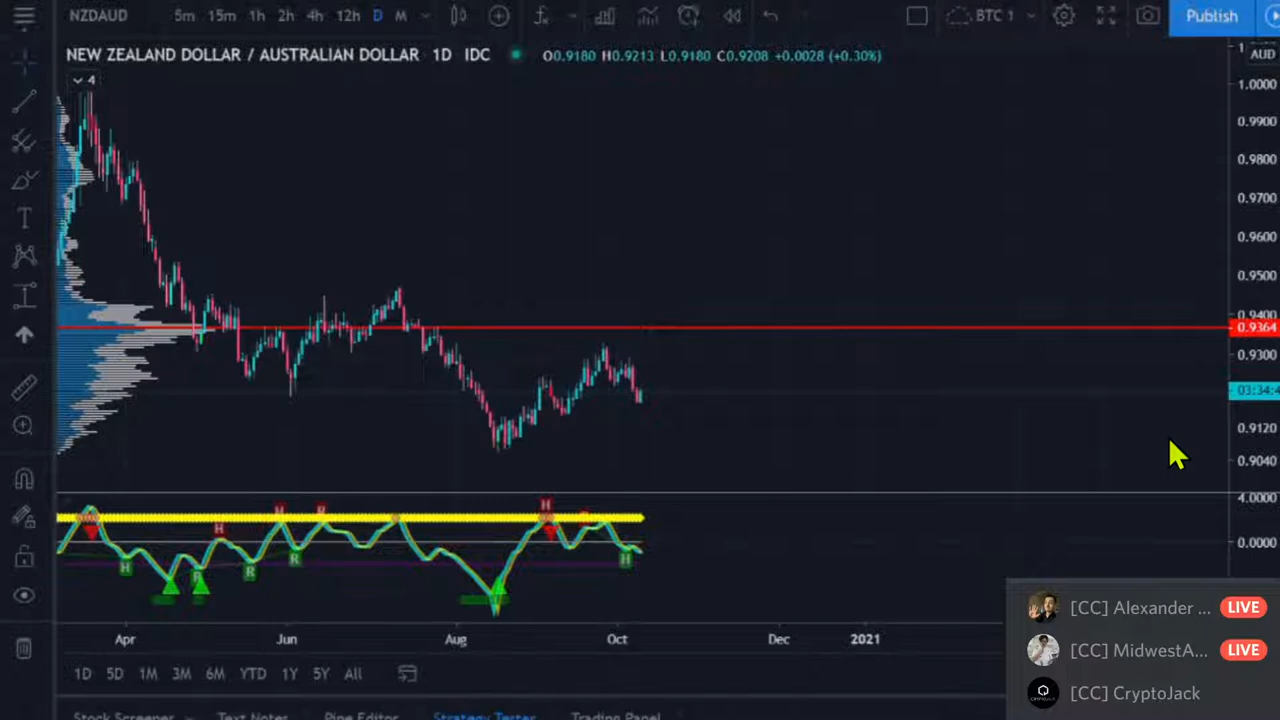 NZDAUD 5m 15m 1h 2h 4h 12h D M BTC 1 Publish
NEW ZEALAND DOLLAR / AUSTRALIAN DOLLAR 1D IDC O0.9180 H0.9213 L0.9180 C0.9208 +0.0028 (+0.30%)
AUD
4
1.0000
0.9900
0.9800
0.9700
0.9600
0.9500
0.9400
0.9364
0.9300
03:34:4
0.9120
0.9040
4.0000
0.0000
H H R H R R R H H
Apr Jun Aug Oct Dec 2021
1D 5D 1M 3M 6M YTD 1Y 5Y All
Stock Screener Text Notes Pine Editor Strategy Tester Trading Panel
[CC] Alexander ... LIVE
[CC] MidwestA... LIVE
[CC] CryptoJack